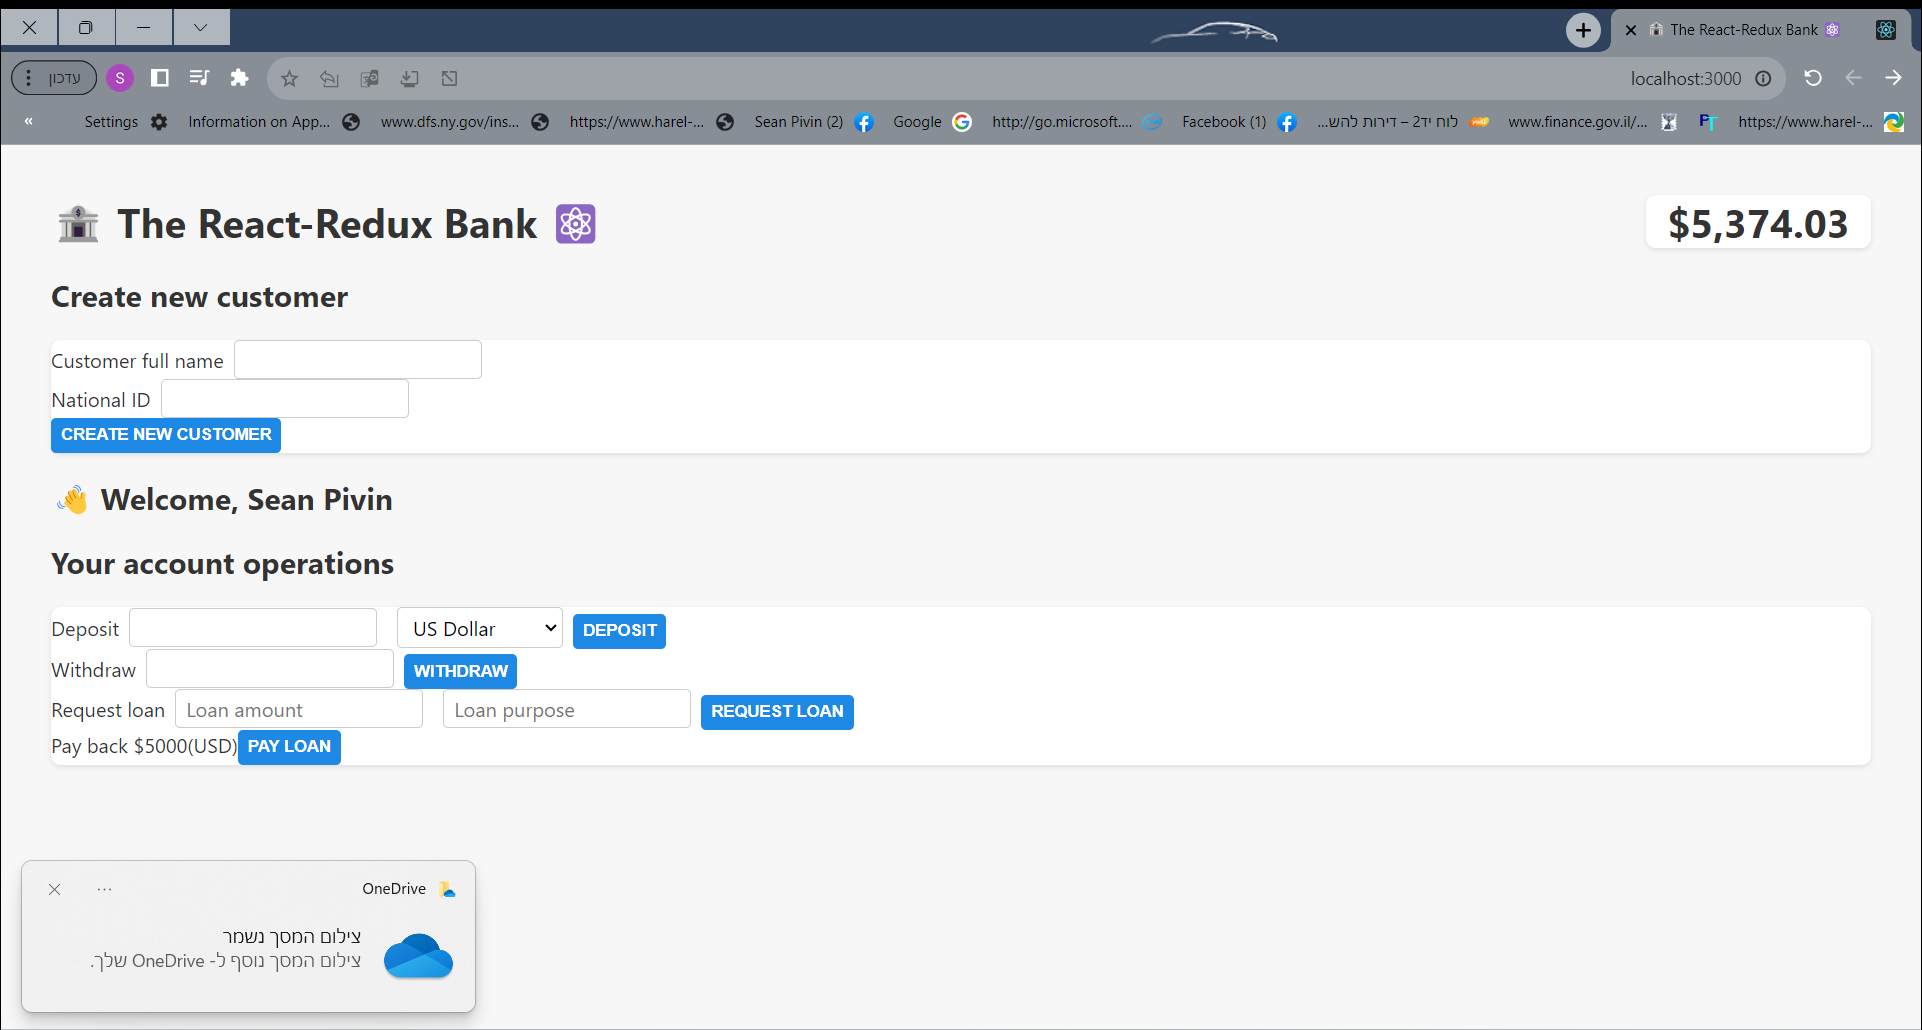 The React-Redux Bank
עדכון
S
localhost:3000
«
Settings
Information on App...
www.dfs.ny.gov/ins...
https://www.harel-...
Sean Pivin (2)
Google
http://go.microsoft....
Facebook (1)
לוח יד2 – דירות להש...
www.finance.gov.il/...
https://www.harel-...
The React-Redux Bank
$5,374.03
Create new customer
Customer full name
National ID
CREATE NEW CUSTOMER
Welcome, Sean Pivin
Your account operations
Deposit US Dollar DEPOSIT
Withdraw WITHDRAW
Request loan Loan amount Loan purpose REQUEST LOAN
Pay back $5000(USD) PAY LOAN
OneDrive
צילום המסך נשמר
צילום המסך נוסף ל- OneDrive שלך.